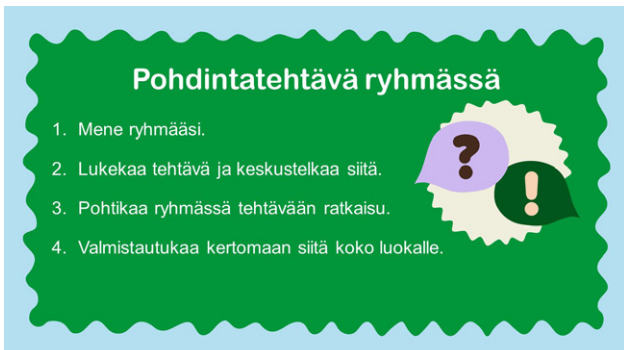 Pohdintatehtävä ryhmässä
1. Mene ryhmääsi.
2. Lukekaa tehtävä ja keskustelkaa siitä.
3. Pohtikaa ryhmässä tehtävään ratkaisu.
4. Valmistautukaa kertomaan siitä koko luokalle.
?
!